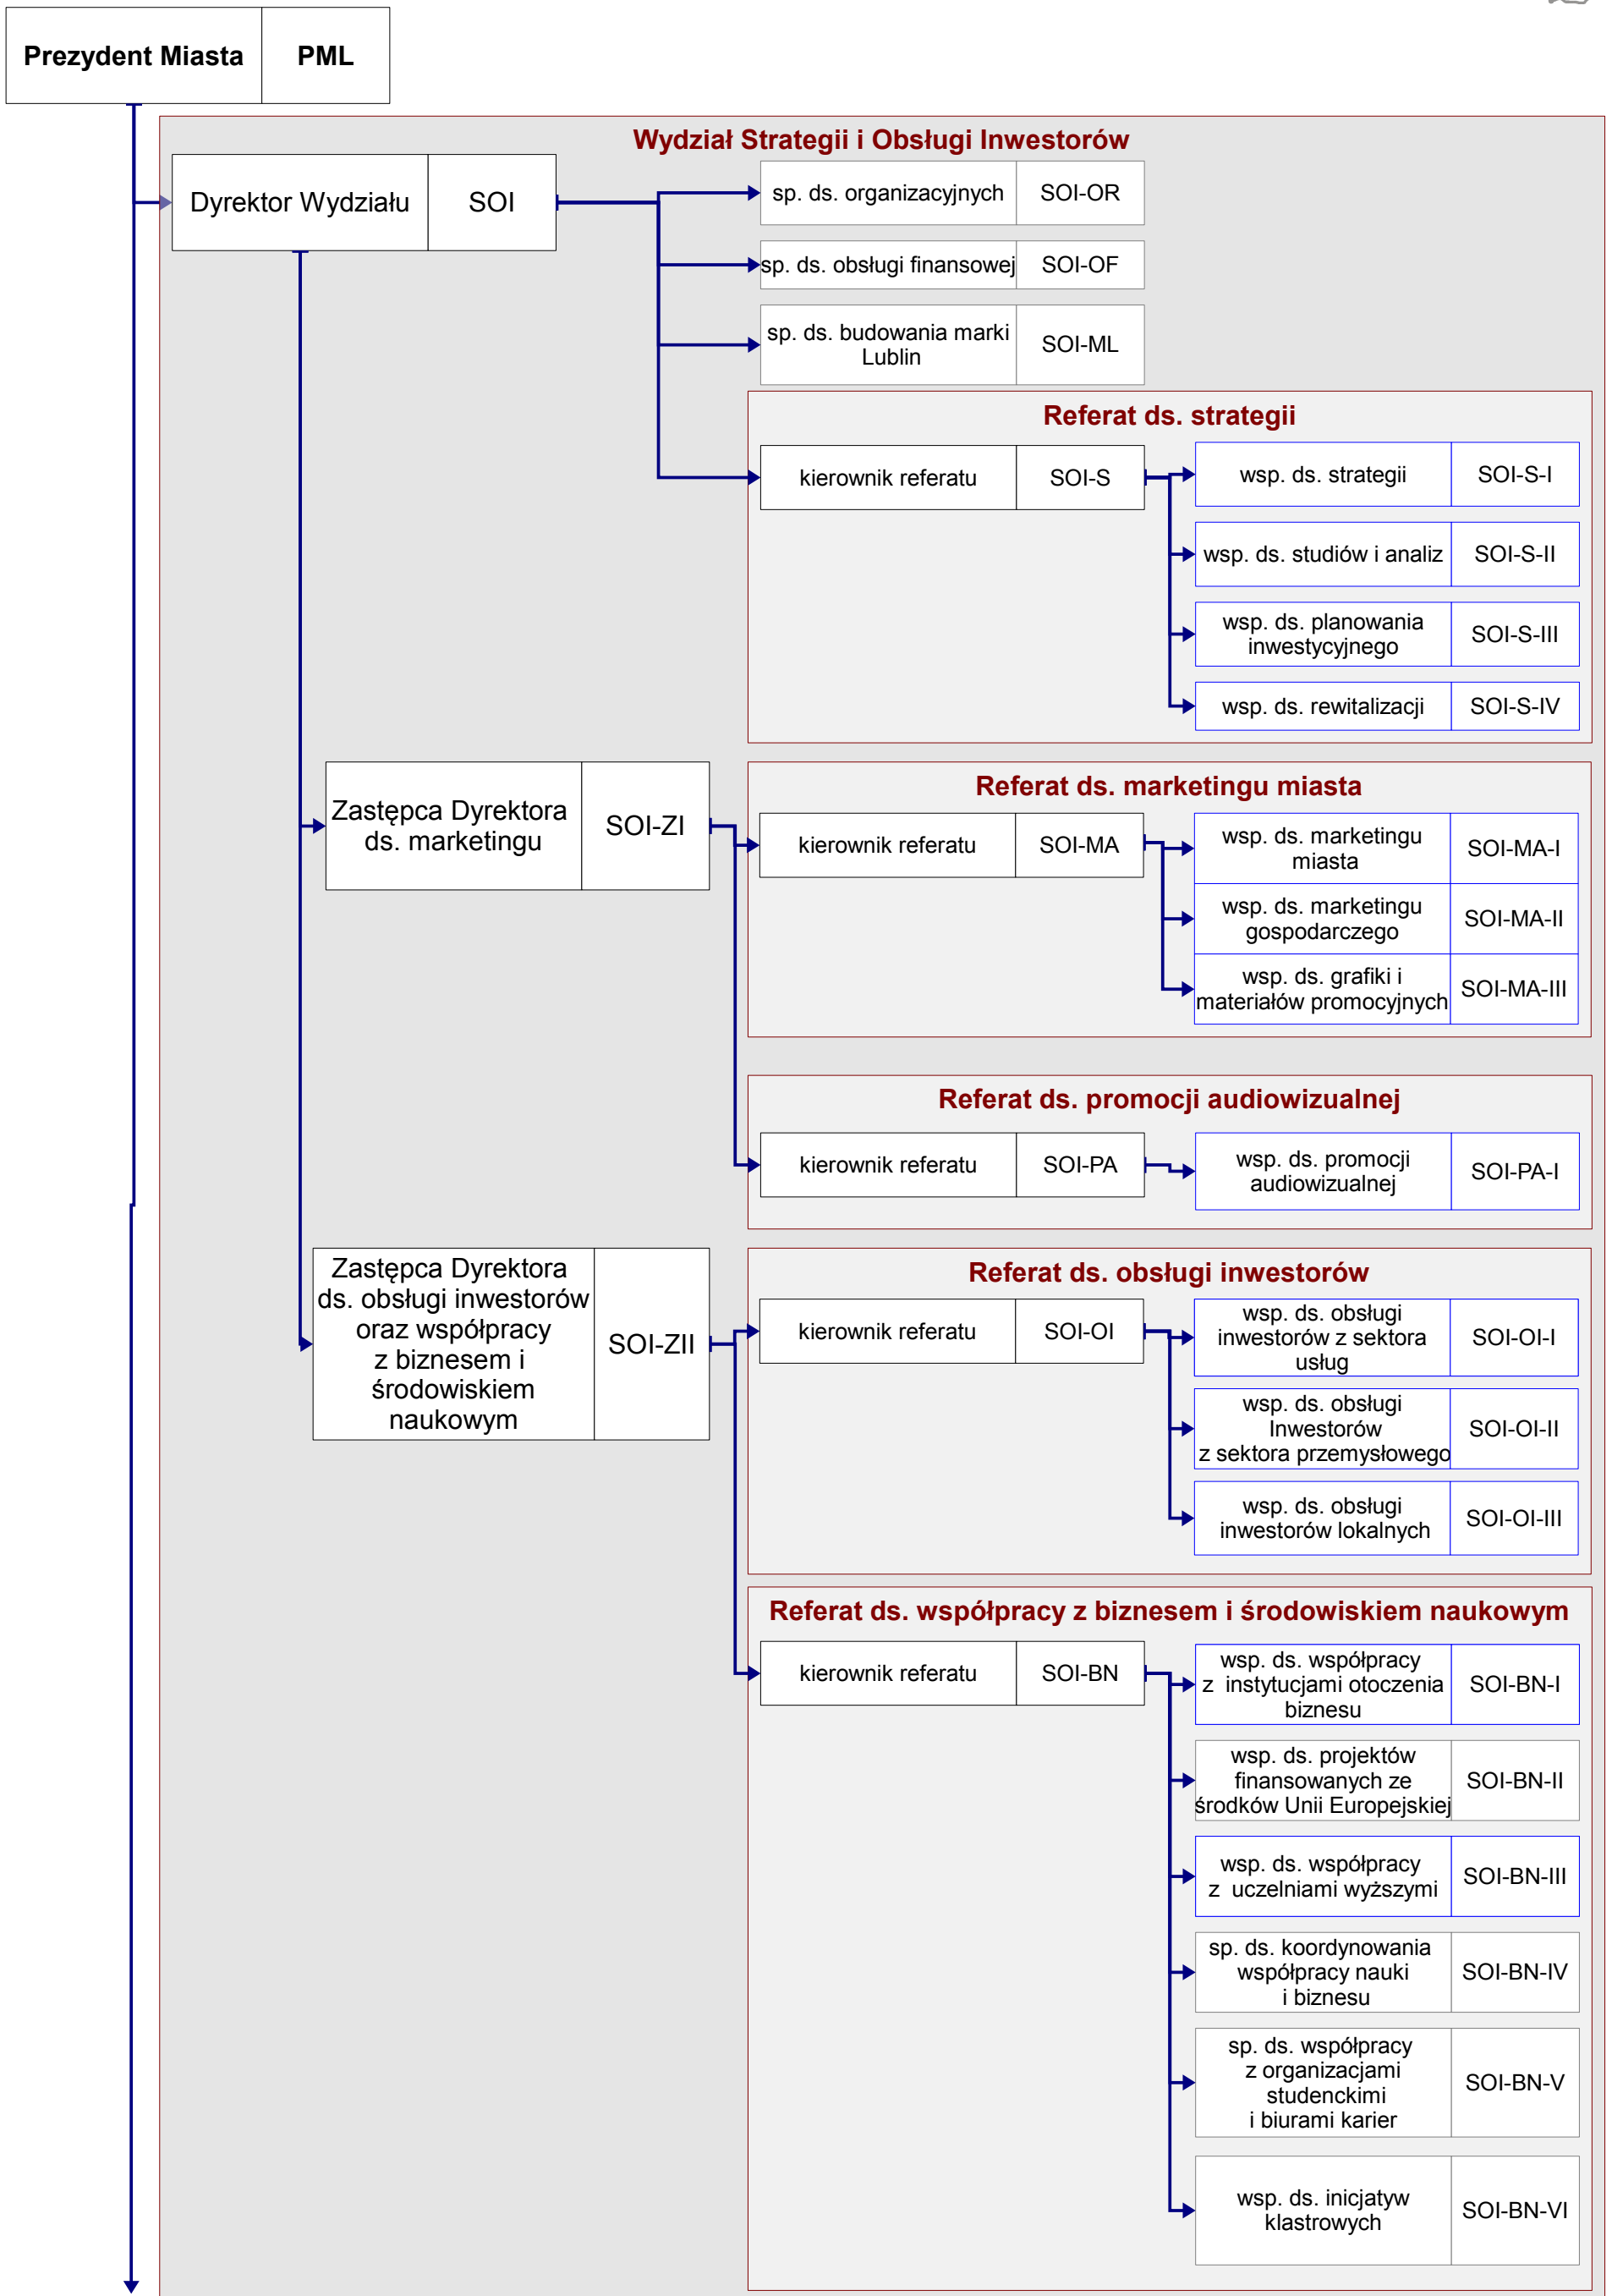 Prezydent Miasta
PML
Wydział Strategii i Obsługi Inwestorów
Dyrektor Wydziału
SOI
sp. ds. organizacyjnych
SOI-OR
sp. ds. obsługi finansowej
SOI-OF
sp. ds. budowania marki
Lublin
SOI-ML
Referat ds. strategii
kierownik referatu
SOI-S
wsp. ds. strategii
SOI-S-I
wsp. ds. studiów i analiz
SOI-S-II
wsp. ds. planowania
inwestycyjnego
SOI-S-III
wsp. ds. rewitalizacji
SOI-S-IV
Zastępca Dyrektora
ds. marketingu
SOI-ZI
Referat ds. marketingu miasta
kierownik referatu
SOI-MA
wsp. ds. marketingu
miasta
SOI-MA-I
wsp. ds. marketingu
gospodarczego
SOI-MA-II
wsp. ds. grafiki i
materiałów promocyjnych
SOI-MA-III
Referat ds. promocji audiowizualnej
kierownik referatu
SOI-PA
wsp. ds. promocji
audiowizualnej
SOI-PA-I
Zastępca Dyrektora
ds. obsługi inwestorów
oraz współpracy
z biznesem i
środowiskiem
naukowym
SOI-ZII
Referat ds. obsługi inwestorów
kierownik referatu
SOI-OI
wsp. ds. obsługi
inwestorów z sektora
usług
SOI-OI-I
wsp. ds. obsługi
Inwestorów
z sektora przemysłowego
SOI-OI-II
wsp. ds. obsługi
inwestorów lokalnych
SOI-OI-III
Referat ds. współpracy z biznesem i środowiskiem naukowym
kierownik referatu
SOI-BN
wsp. ds. współpracy
z instytucjami otoczenia
biznesu
SOI-BN-I
wsp. ds. projektów
finansowanych ze
środków Unii Europejskiej
SOI-BN-II
wsp. ds. współpracy
z uczelniami wyższymi
SOI-BN-III
sp. ds. koordynowania
współpracy nauki
i biznesu
SOI-BN-IV
sp. ds. współpracy
z organizacjami
studenckimi
i biurami karier
SOI-BN-V
wsp. ds. inicjatyw
klastrowych
SOI-BN-VI